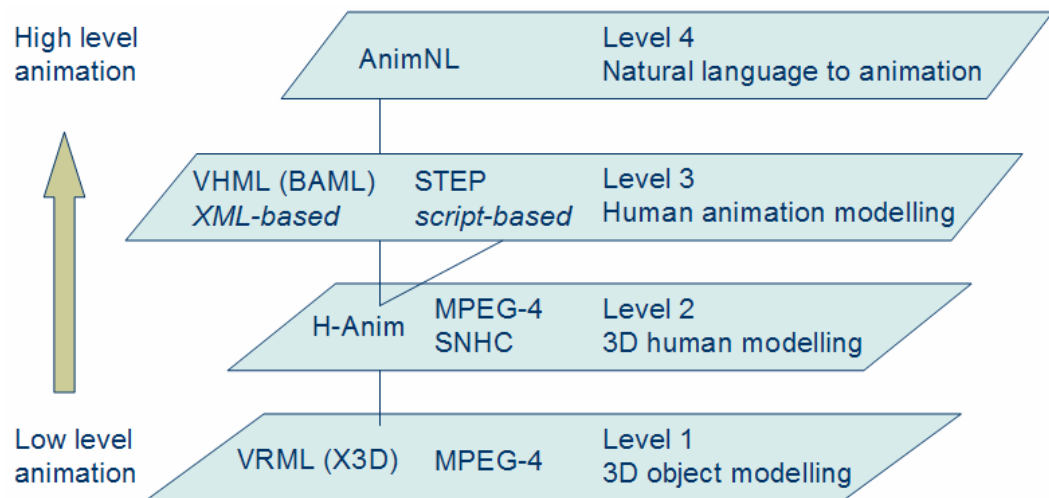 High level
animation
AnimNL
Level 4
Natural language to animation
VHML (BAML)
XML-based
STEP
script-based
Level 3
Human animation modelling
H-Anim
MPEG-4
SNHC
Level 2
3D human modelling
Low level
animation
VRML (X3D)
MPEG-4
Level 1
3D object modelling